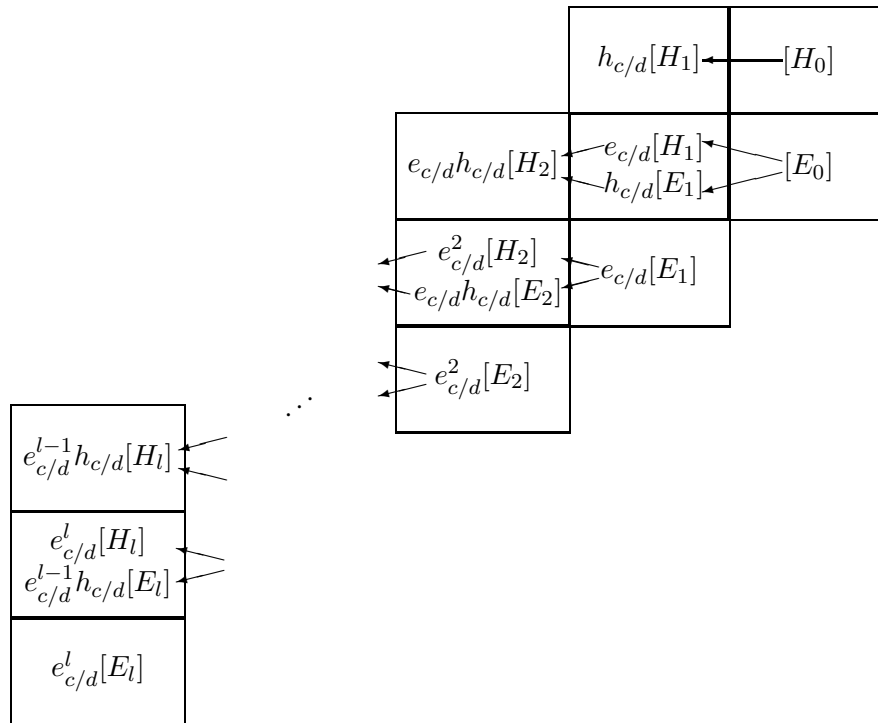 h_{c/d}[H_1] [H_0]
e_{c/d}h_{c/d}[H_2] e_{c/d}[H_1] [E_0]
h_{c/d}[E_1]
e^2_{c/d}[H_2] e_{c/d}[E_1]
e_{c/d}h_{c/d}[E_2]
e^2_{c/d}[E_2]
⋰
e^{l-1}_{c/d}h_{c/d}[H_l]
e^l_{c/d}[H_l]
e^{l-1}_{c/d}h_{c/d}[E_l]
e^l_{c/d}[E_l]